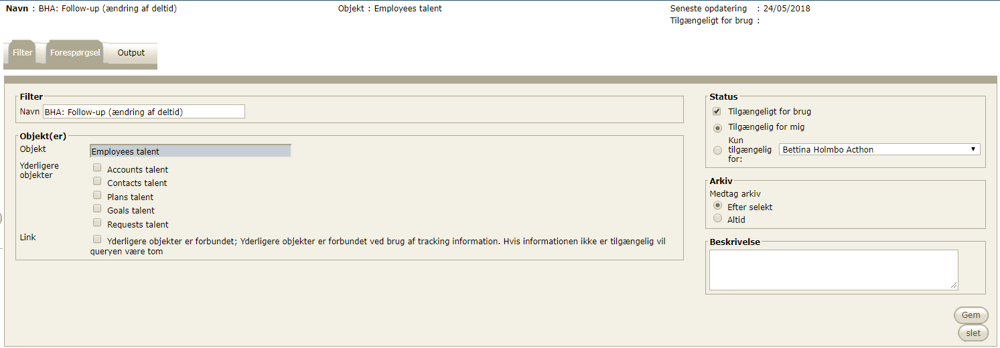 Navn : BHA: Follow-up (ændring af deltid)
Objekt : Employees talent
Seneste opdatering : 24/05/2018
Tilgængeligt for brug :
Filter
Forespørgsel
Output
Filter
Navn BHA: Follow-up (ændring af deltid)
Objekt(er)
Objekt
Employees talent
Yderligere
objekter
Accounts talent
Contacts talent
Plans talent
Goals talent
Requests talent
Link
Yderligere objekter er forbundet; Yderligere objekter er forbundet ved brug af tracking information. Hvis informationen ikke er tilgængelig vil
queryen være tom
Status
Tilgængeligt for brug
Tilgængelig for mig
Kun
tilgængelig
for:
Bettina Holmbo Acthon
Arkiv
Medtag arkiv
Efter selekt
Altid
Beskrivelse
Gem
slet